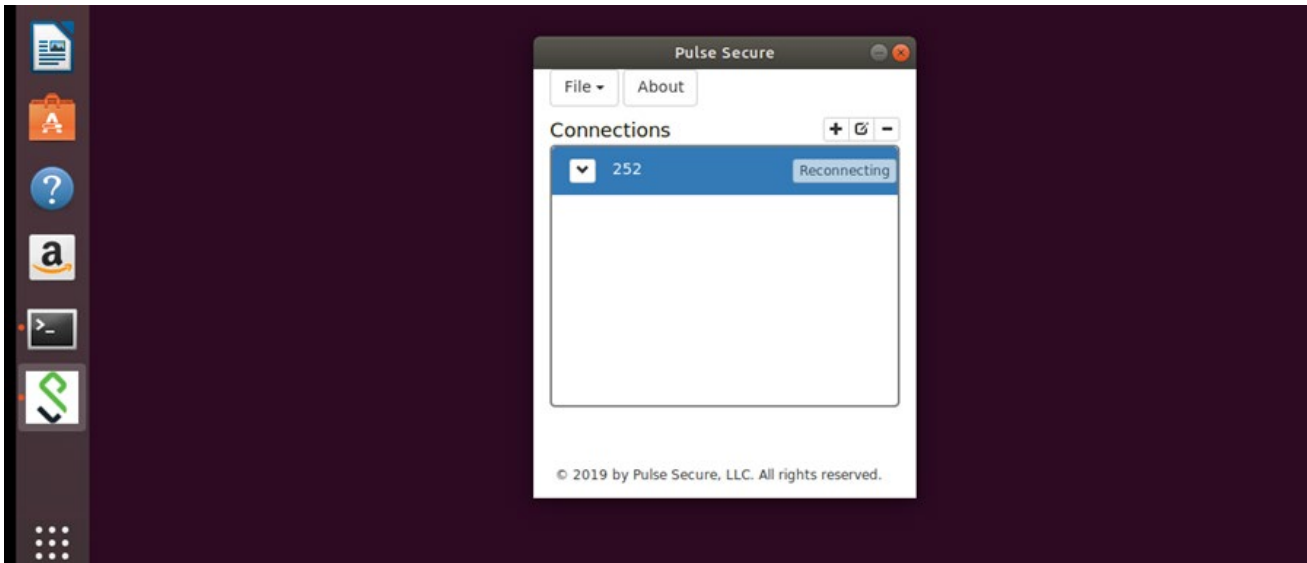 Pulse Secure
File About
Connections
252 Reconnecting
© 2019 by Pulse Secure, LLC. All rights reserved.
A
?
a
>_